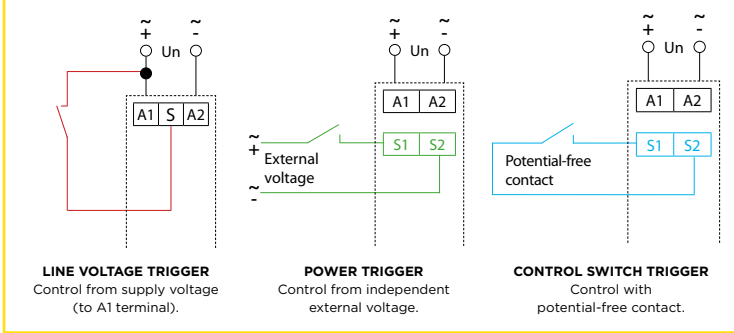 ~ ~ ~ ~ ~ ~
+ - + - + -
Un Un Un
A1 S A2 A1 A2 A1 A2
~
+
S1 S2 S1 S2
External
voltage
Potential-free
contact
~
-
LINE VOLTAGE TRIGGER
Control from supply voltage
(to A1 terminal).
POWER TRIGGER
Control from independent
external voltage.
CONTROL SWITCH TRIGGER
Control with
potential-free contact.